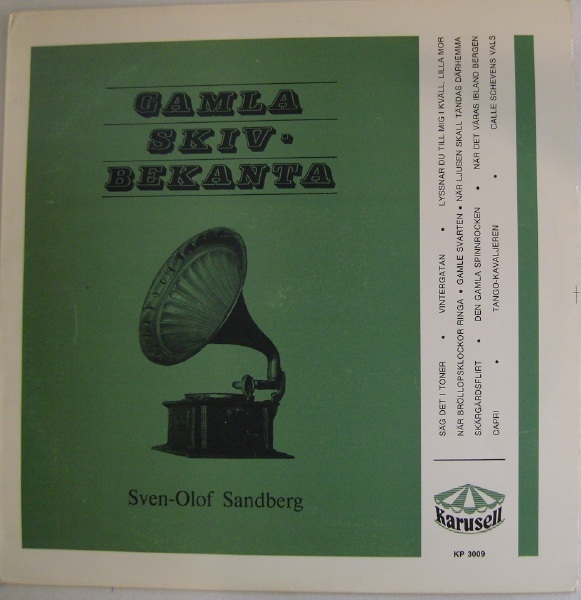 GAMLA
SKIV-
BEKANTA
Sven-Olof Sandberg
SÄG DET I TONER • VINTERGATAN • LYSSNAR DU TILL MIG I KVÄLL LILLA MOR
NÄR BRÖLLOPSKLOCKOR RINGA • GAMLE SVARTEN • NÄR LJUSEN SKALL TÄNDAS DÄRHEMMA
SKÄRGÅRDSFLIRT • DEN GAMLA SPINNROCKEN • NÄR DET VÅRAS IBLAND BERGEN
CAPRI • TANGO-KAVALJEREN • CALLE SCHEVENS VALS
Karusell
KP 3009